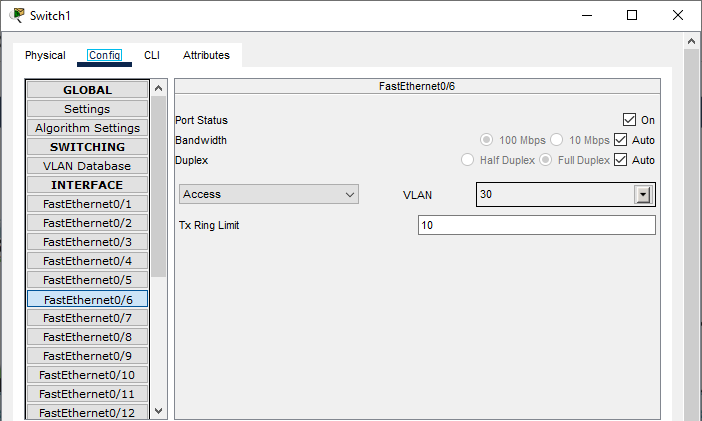 Switch1
Physical Config CLI Attributes
GLOBAL
Settings
Algorithm Settings
SWITCHING
VLAN Database
INTERFACE
FastEthernet0/1
FastEthernet0/2
FastEthernet0/3
FastEthernet0/4
FastEthernet0/5
FastEthernet0/6
FastEthernet0/7
FastEthernet0/8
FastEthernet0/9
FastEthernet0/10
FastEthernet0/11
FastEthernet0/12
FastEthernet0/6
Port Status On
Bandwidth 100 Mbps 10 Mbps Auto
Duplex Half Duplex Full Duplex Auto
Access VLAN 30
Tx Ring Limit 10